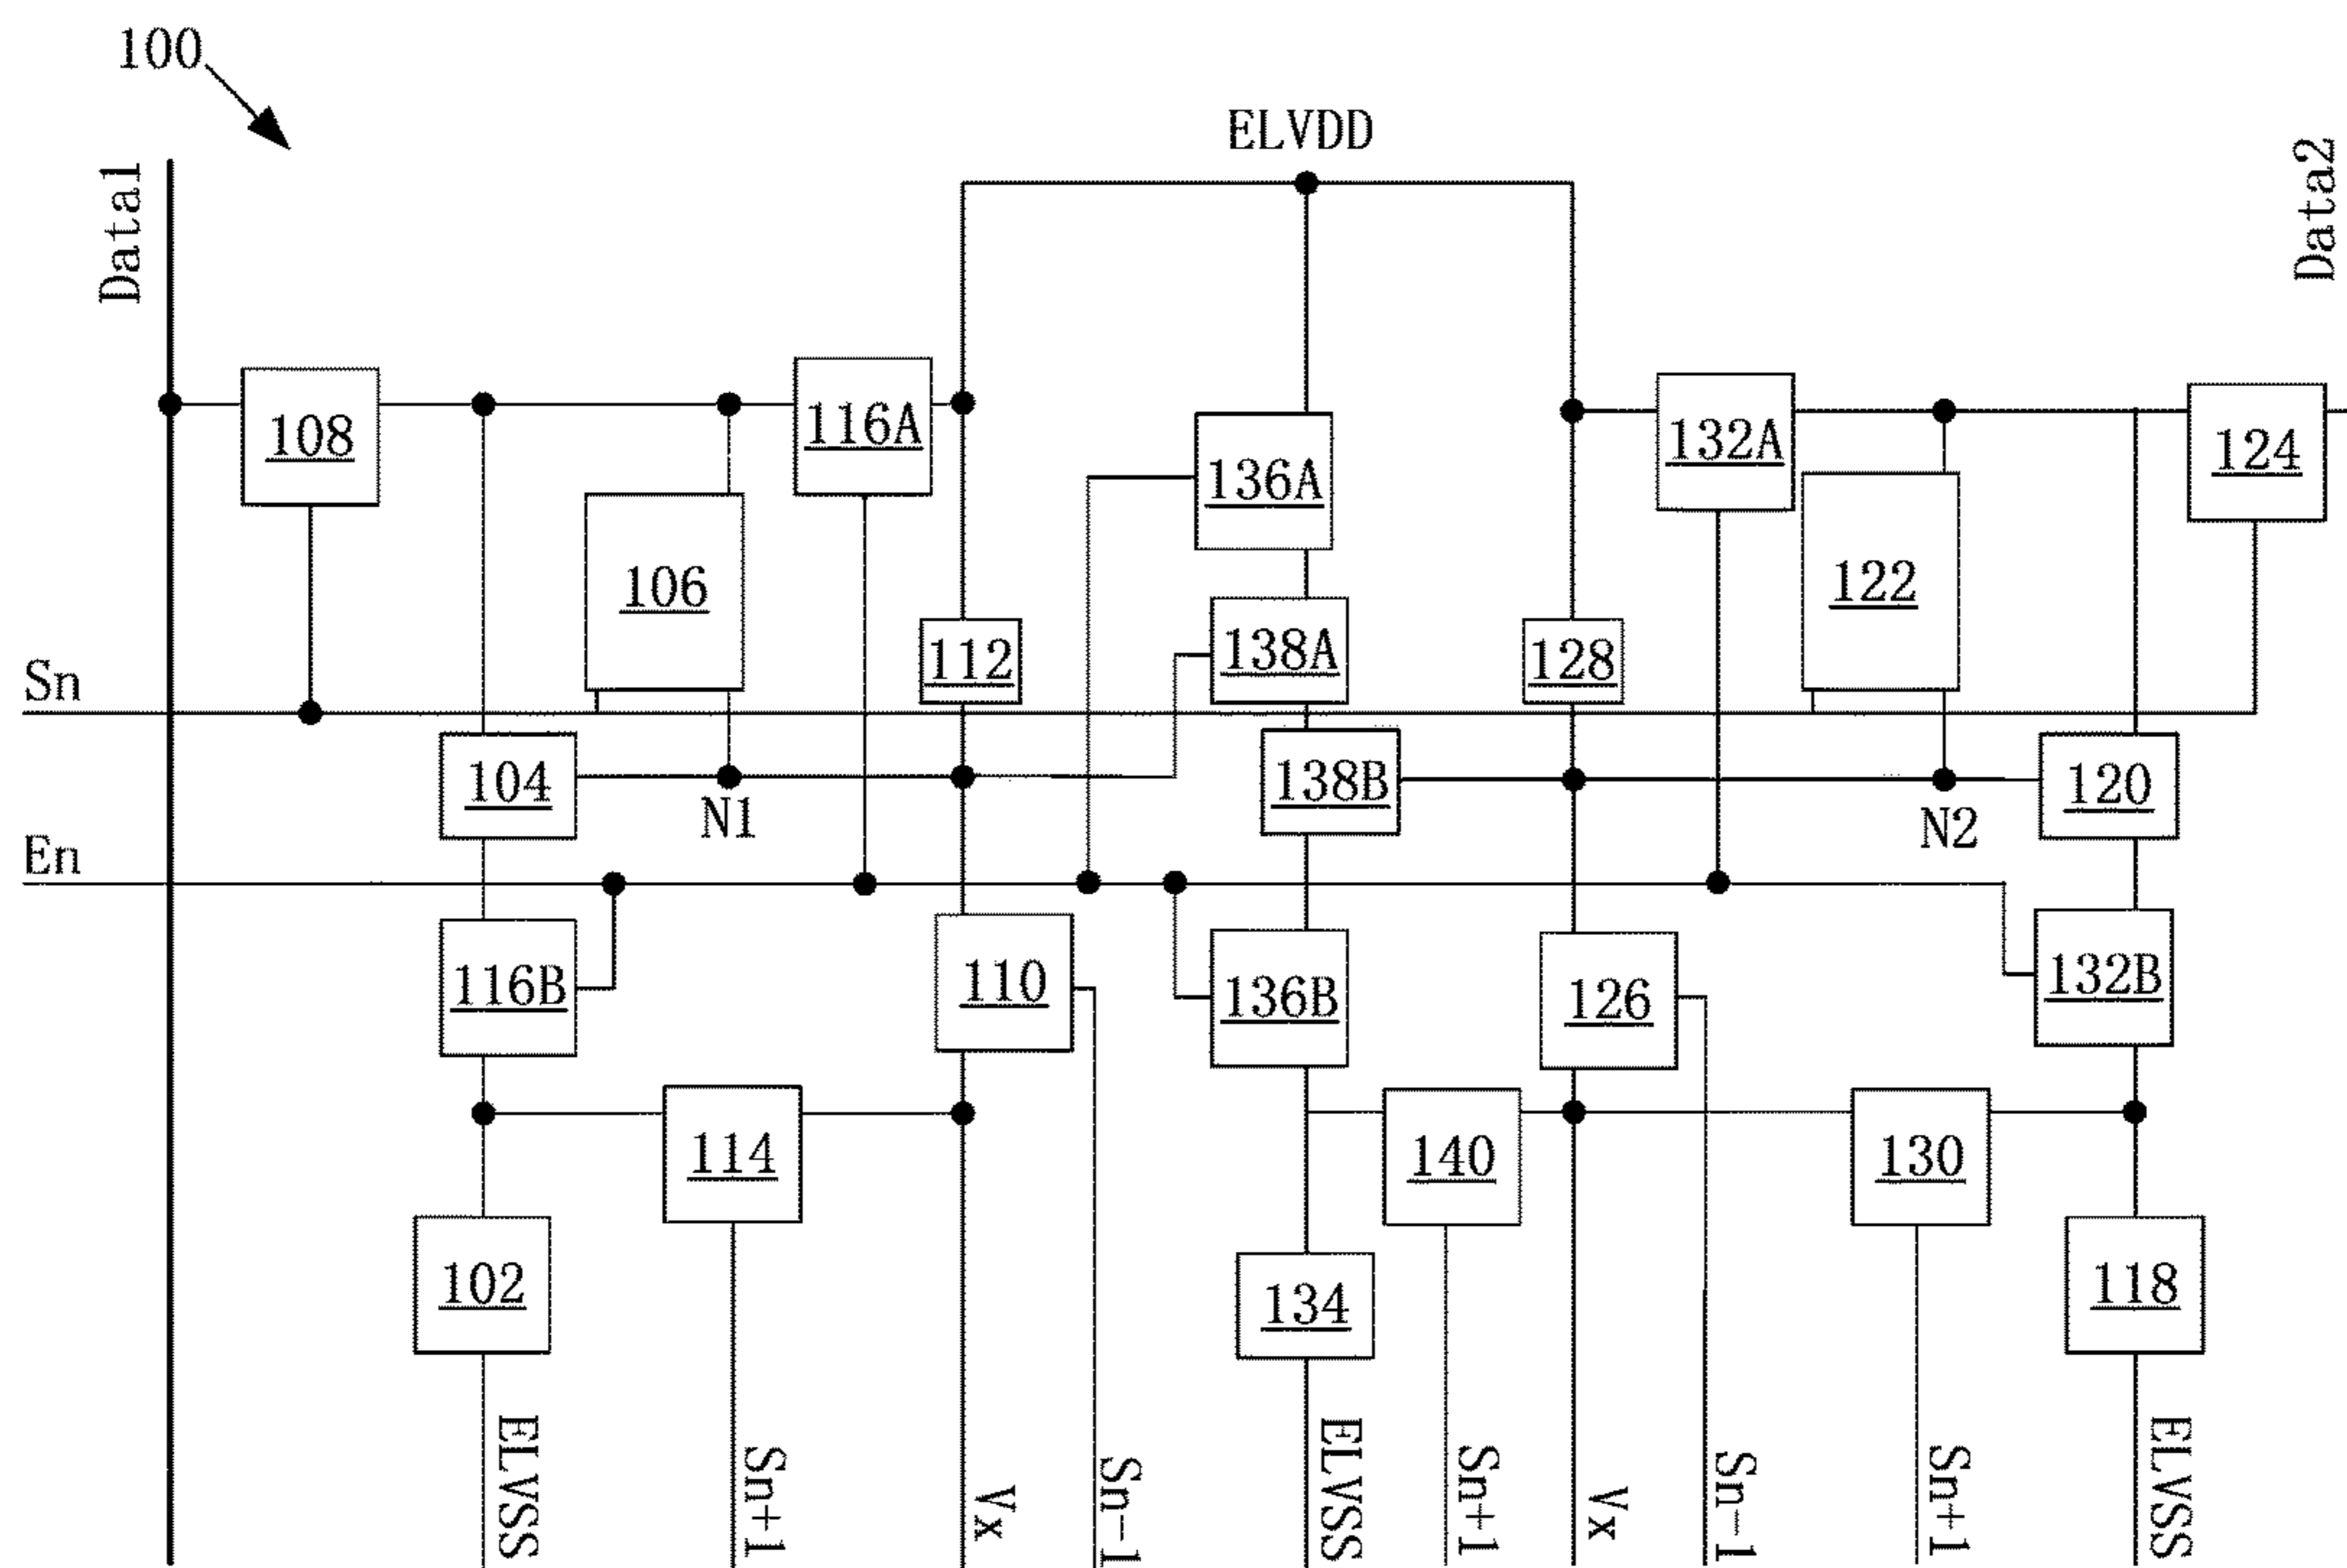 100
ELVDD
Data1
Data2
108
116A
132A
124
136A
106
122
138A
112
128
Sn
104
138B
120
N1
N2
En
116B
110
136B
126
132B
114
140
130
102
134
118
ELVSS
Sn+1
Vx
Sn-1
ELVSS
Sn+1
Vx
Sn-1
Sn+1
ELVSS